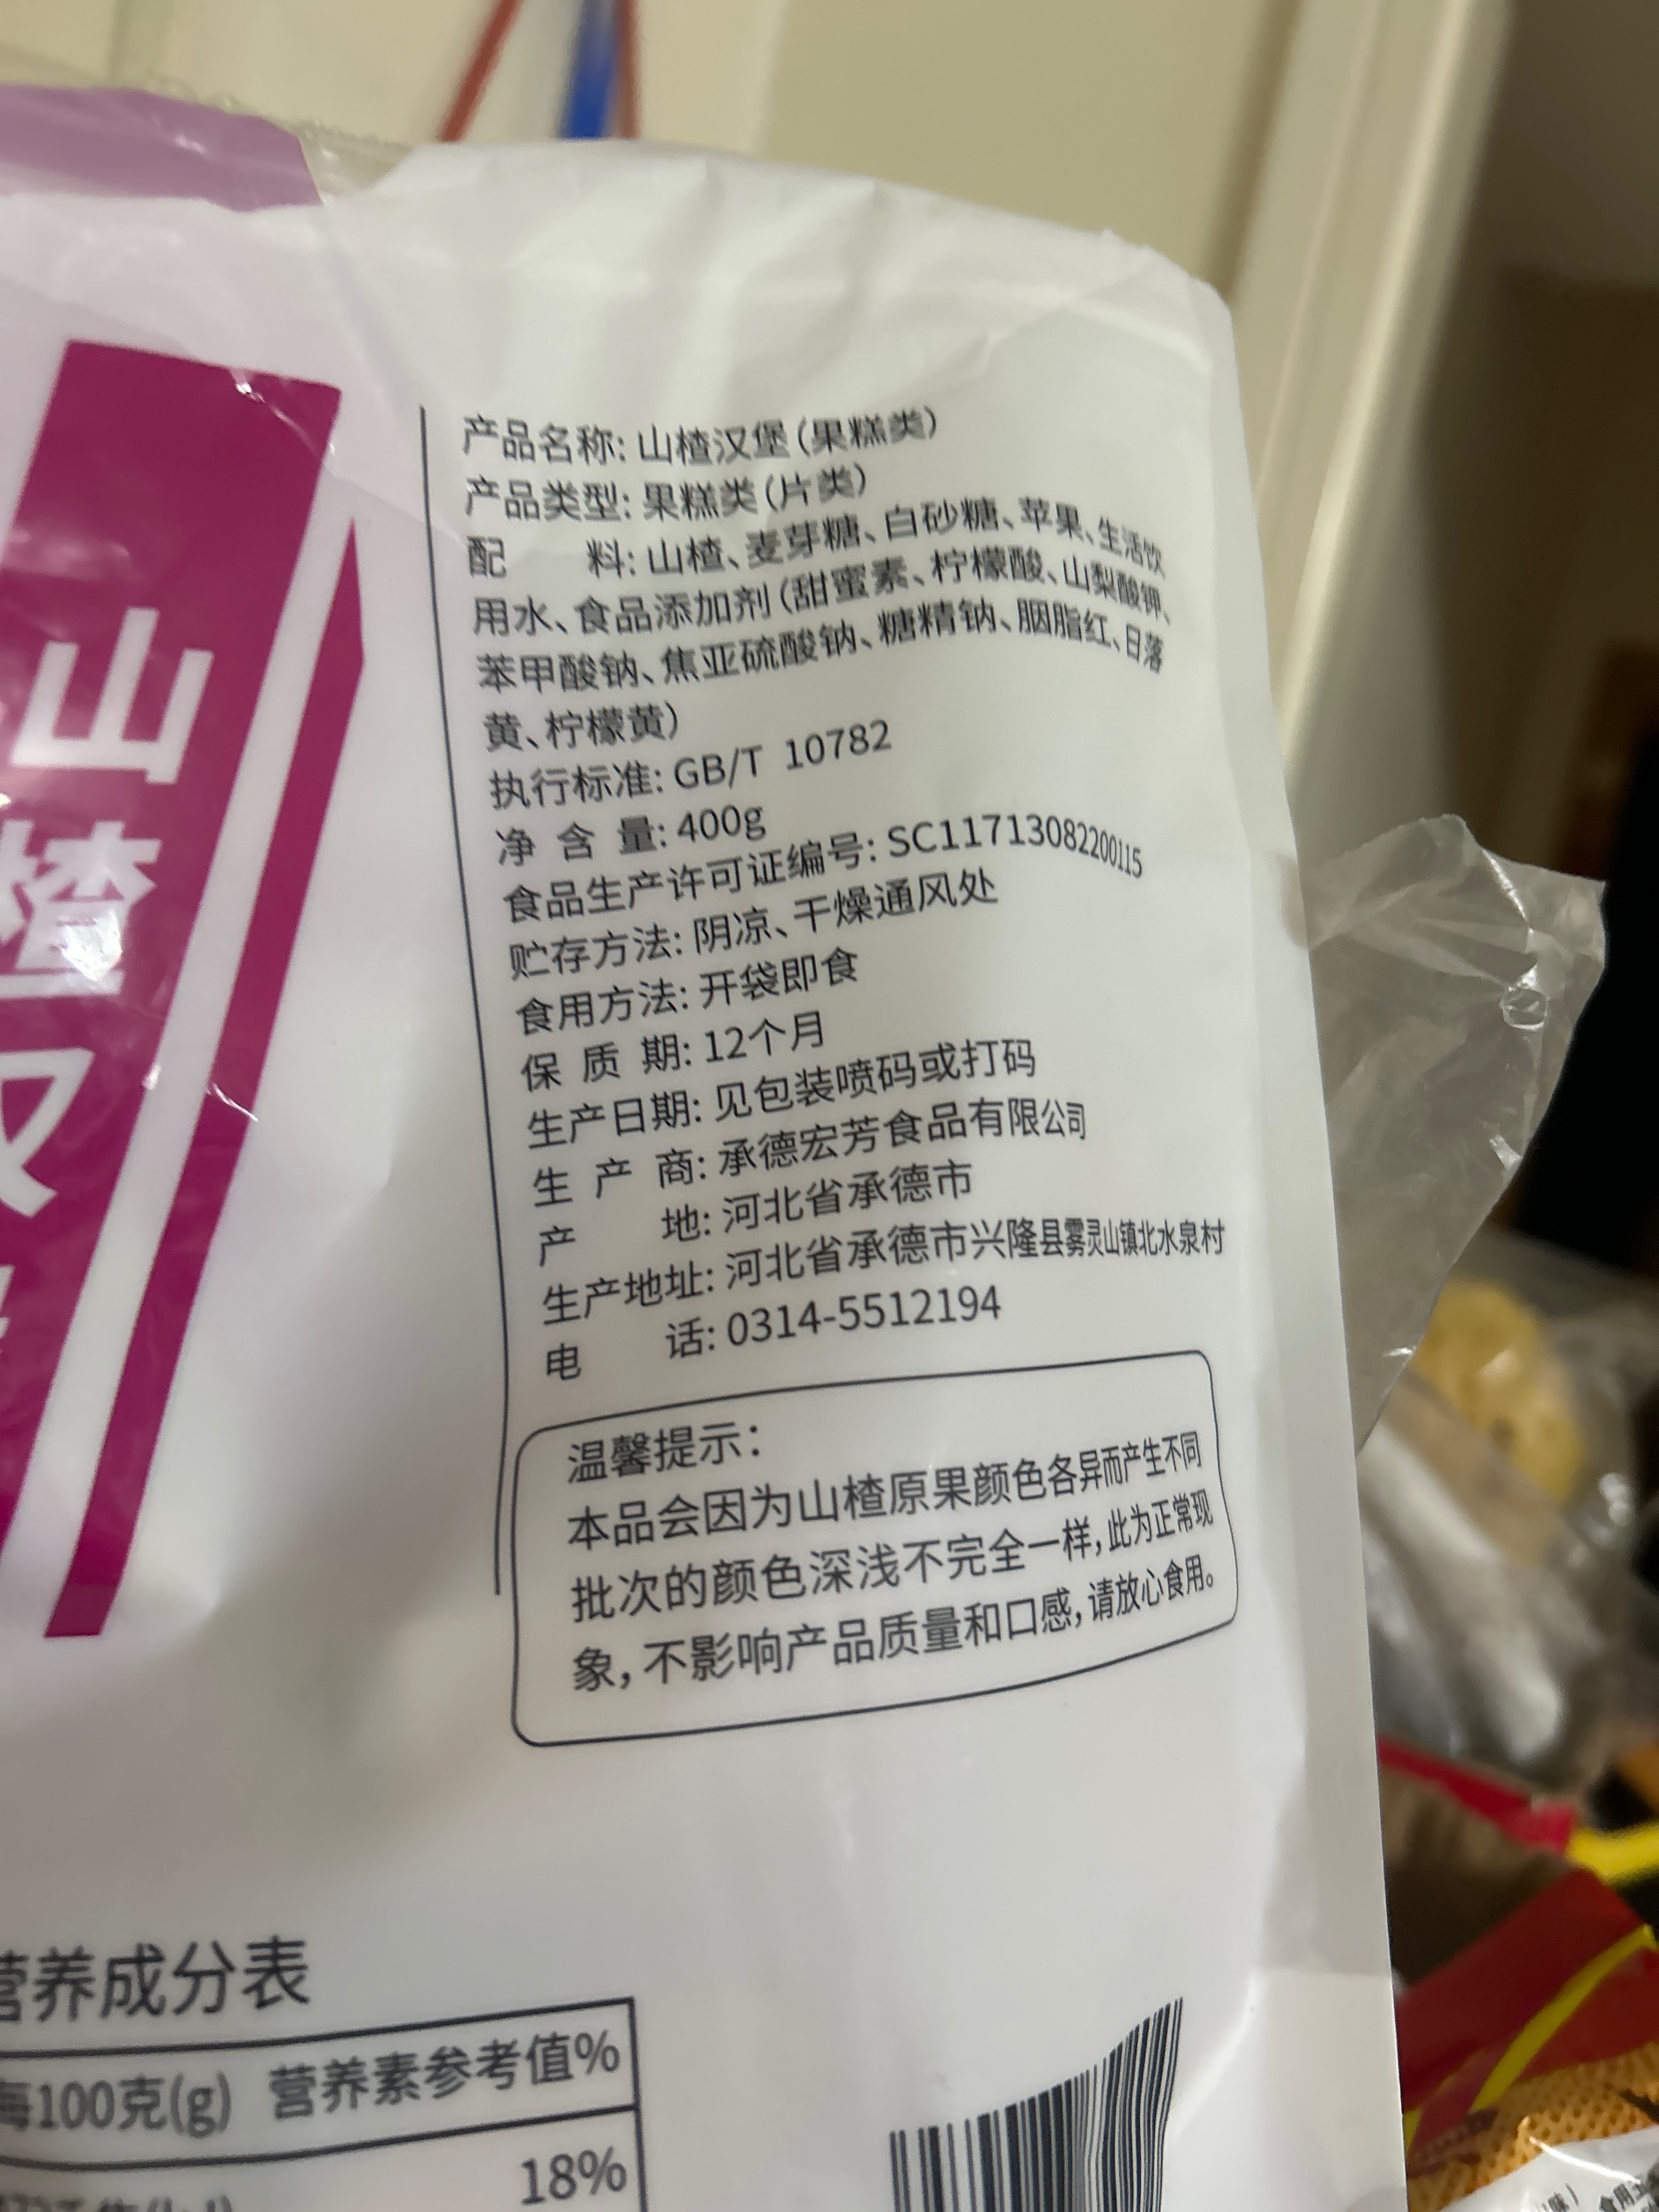 山
楂
汉
产品名称: 山楂汉堡(果糕类)
产品类型: 果糕类(片类)
配 料: 山楂、麦芽糖、白砂糖、苹果、生活饮
用水、食品添加剂(甜蜜素、柠檬酸、山梨酸钾、
苯甲酸钠、焦亚硫酸钠、糖精钠、胭脂红、日落
黄、柠檬黄)
执行标准: GB/T 10782
净 含 量: 400g
食品生产许可证编号: SC11713082200115
贮存方法: 阴凉、干燥通风处
食用方法: 开袋即食
保 质 期: 12个月
生产日期: 见包装喷码或打码
生 产 商: 承德宏芳食品有限公司
产 地: 河北省承德市
生产地址: 河北省承德市兴隆县雾灵山镇北水泉村
电 话: 0314-5512194
温馨提示:
本品会因为山楂原果颜色各异而产生不同
批次的颜色深浅不完全一样,此为正常现
象,不影响产品质量和口感,请放心食用。
营养成分表
每100克(g) 营养素参考值%
18%